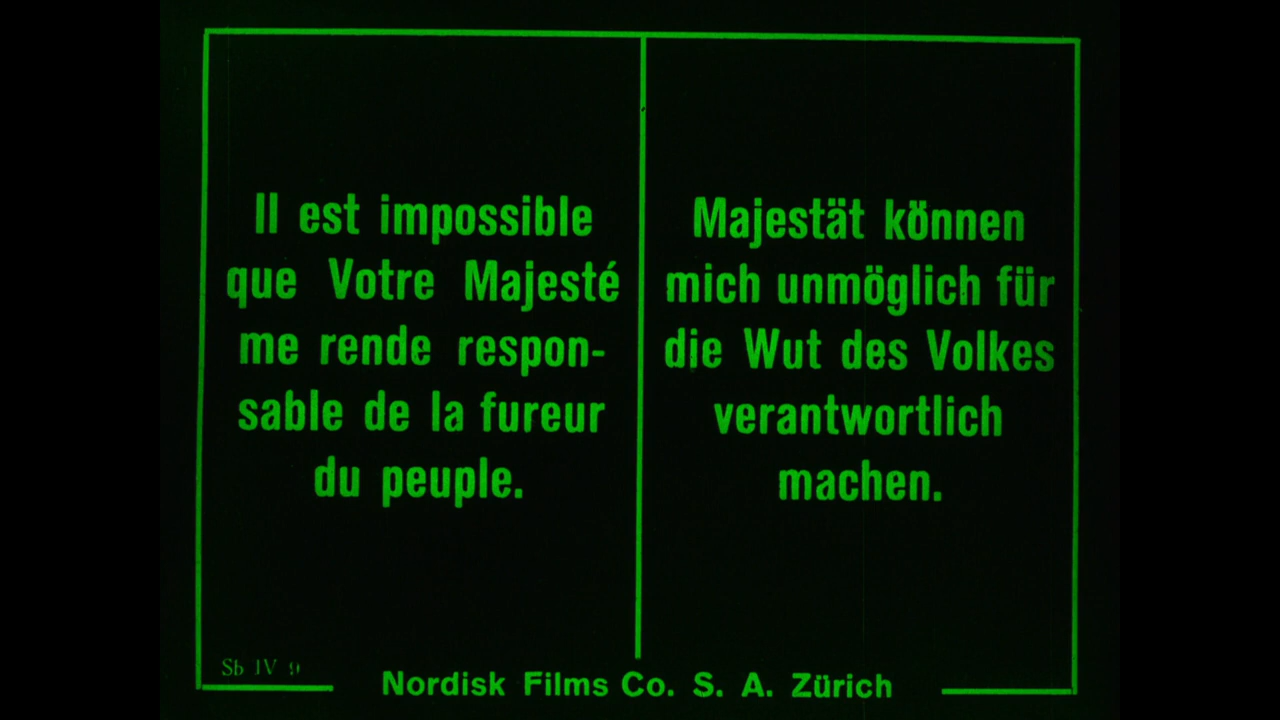 Il est impossible
que Votre Majesté
me rende respon-
sable de la fureur
du peuple.
Majestät können
mich unmöglich für
die Wut des Volkes
verantwortlich
machen.
Sb IV 9
Nordisk Films Co. S. A. Zürich